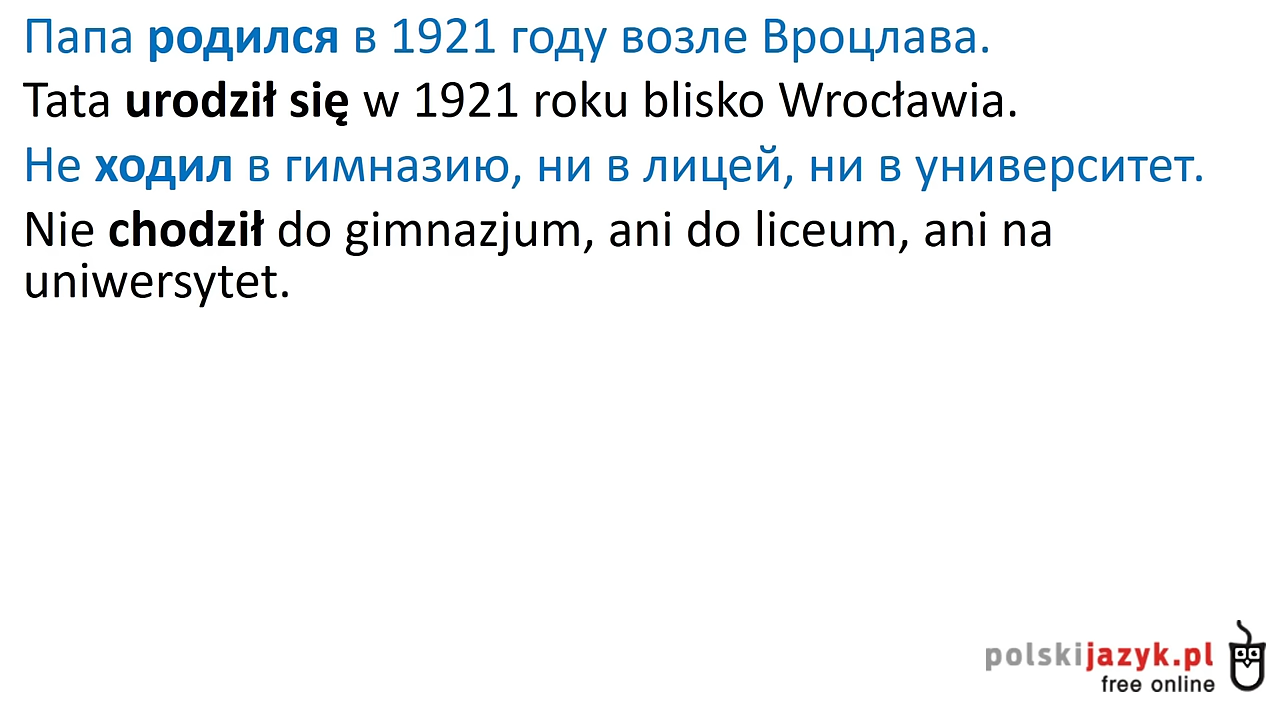 Папа родился в 1921 году возле Вроцлава.
Tata urodził się w 1921 roku blisko Wrocławia.
Не ходил в гимназию, ни в лицей, ни в университет.
Nie chodził do gimnazjum, ani do liceum, ani na
uniwersytet.
polskijazyk.pl
free online